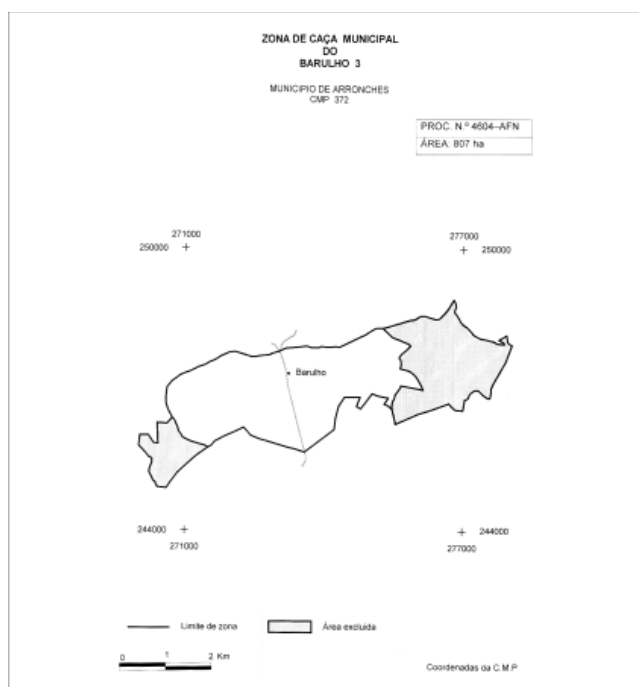 ZONA DE CAÇA MUNICIPAL
DO
BARULHO 3
MUNICIPIO DE ARRONCHES
CMP 372
PROC. N.º 4604-AFN
ÁREA: 807 ha
271000
250000
277000
250000
Barulho
244000
271000
244000
277000
Limite de zona
Área excluída
0 1 2 Km
Coordenadas da C.M.P